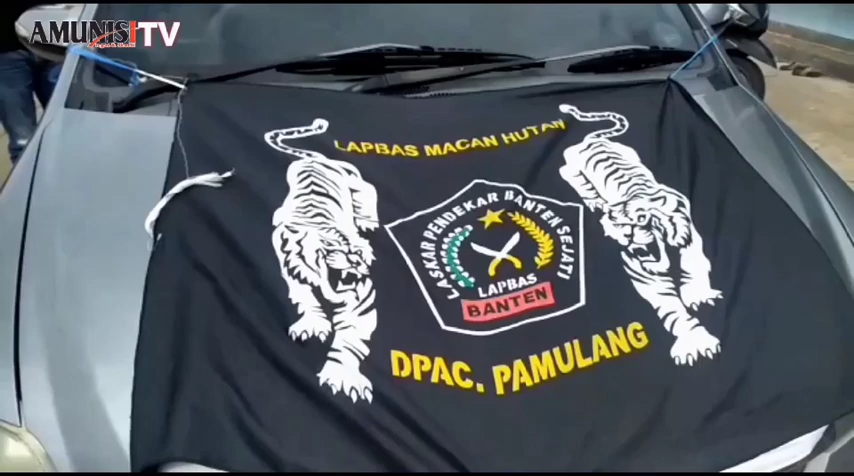 AMUNISI TV
LAPBAS MACAN HUTAN
LASKAR PENDEKAR BANTEN SEJATI
LAPBAS
BANTEN
DPAC. PAMULANG